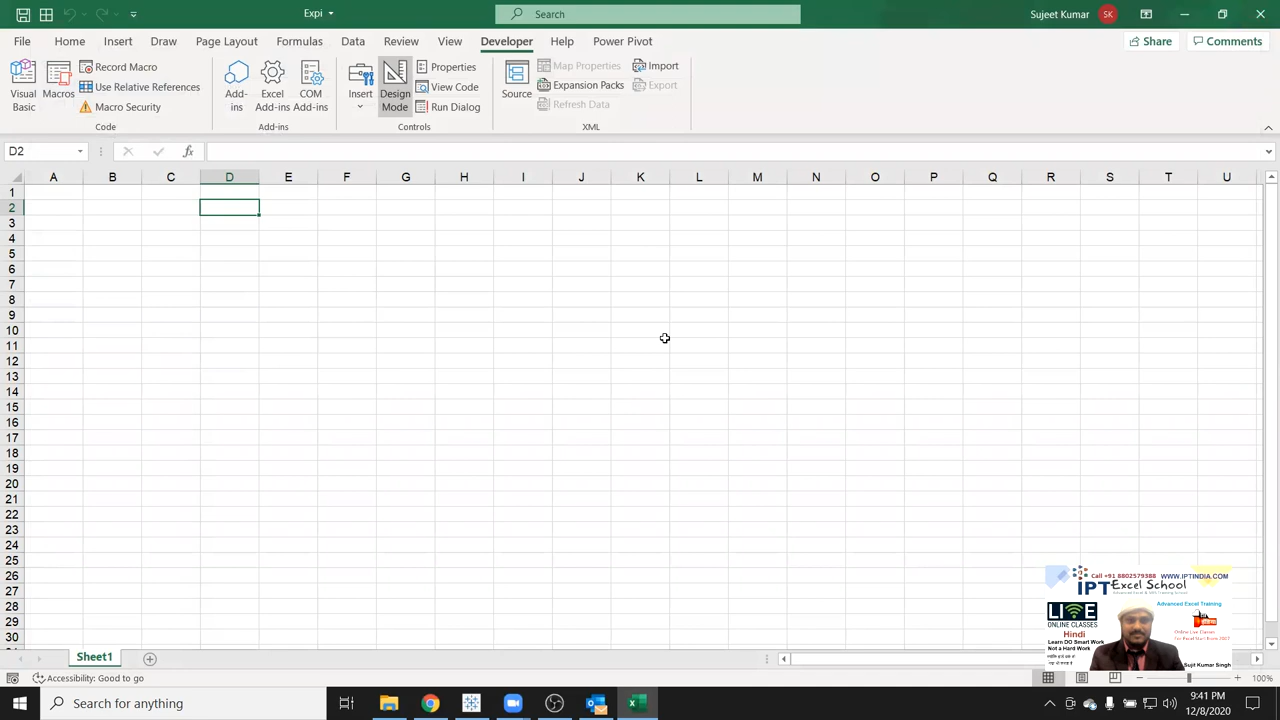 Expi
Search
Sujeet Kumar
SK
File
Home
Insert
Draw
Page Layout
Formulas
Data
Review
View
Developer
Help
Power Pivot
Share
Comments
Visual Basic
Macros
Record Macro
Use Relative References
Macro Security
Code
Add-ins
Excel Add-ins
COM Add-ins
Add-ins
Insert
Design Mode
Properties
View Code
Run Dialog
Controls
Source
Map Properties
Expansion Packs
Refresh Data
Import
Export
XML
D2
fx
A B C D E F G H I J K L M N O P Q R S T U
1
2
3
4
5
6
7
8
9
10
11
12
13
14
15
16
17
18
19
20
21
22
23
24
25
26
27
28
29
30
Call +91 8802579388 WWW.IPTINDIA.COM
IPT Excel School
LIVE
ONLINE CLASSES
Hindi
Learn DO Smart Work
Not a Hard Work
Advanced Excel Training
Online Live Classes
Sujit Kumar Singh
Sheet1
Accessibility: Good to go
100%
Search for anything
9:41 PM
12/8/2020